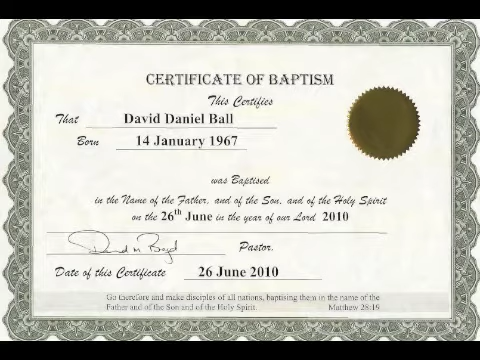 CERTIFICATE OF BAPTISM
This Certifies
That David Daniel Ball
Born 14 January 1967
was Baptised
in the Name of the Father, and of the Son, and of the Holy Spirit
on the 26th June in the year of our Lord 2010
Pastor.
Date of this Certificate 26 June 2010
Go therefore and make disciples of all nations, baptising them in the name of the
Father and of the Son and of the Holy Spirit. Matthew 28:19